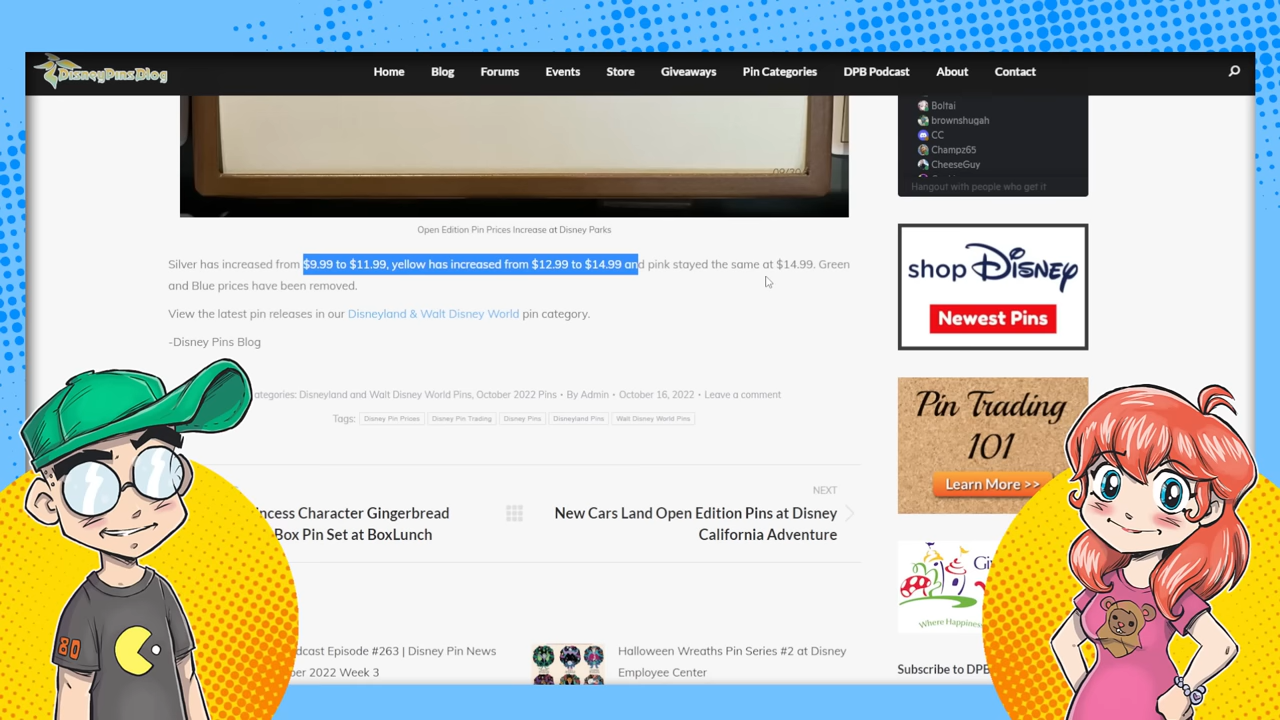 DisneyPinsBlog
Home Blog Forums Events Store Giveaways Pin Categories DPB Podcast About Contact
Boltai
brownshugah
CC
Champz65
CheeseGuy
Hangout with people who get it
Open Edition Pin Prices Increase at Disney Parks
Silver has increased from $9.99 to $11.99, yellow has increased from $12.99 to $14.99 and pink stayed the same at $14.99. Green
and Blue prices have been removed.
View the latest pin releases in our Disneyland & Walt Disney World pin category.
-Disney Pins Blog
ategories: Disneyland and Walt Disney World Pins, October 2022 Pins • By Admin • October 16, 2022 • Leave a comment
Tags: Disney Pin Prices Disney Pin Trading Disney Pins Disneyland Pins Walt Disney World Pins
shop Disney
Newest Pins
Pin Trading
101
Learn More >>
NEXT
incess Character Gingerbread
Box Pin Set at BoxLunch
New Cars Land Open Edition Pins at Disney
California Adventure
Where Happiness
dcast Episode #263 | Disney Pin News
er 2022 Week 3
Halloween Wreaths Pin Series #2 at Disney
Employee Center
Subscribe to DPB
80